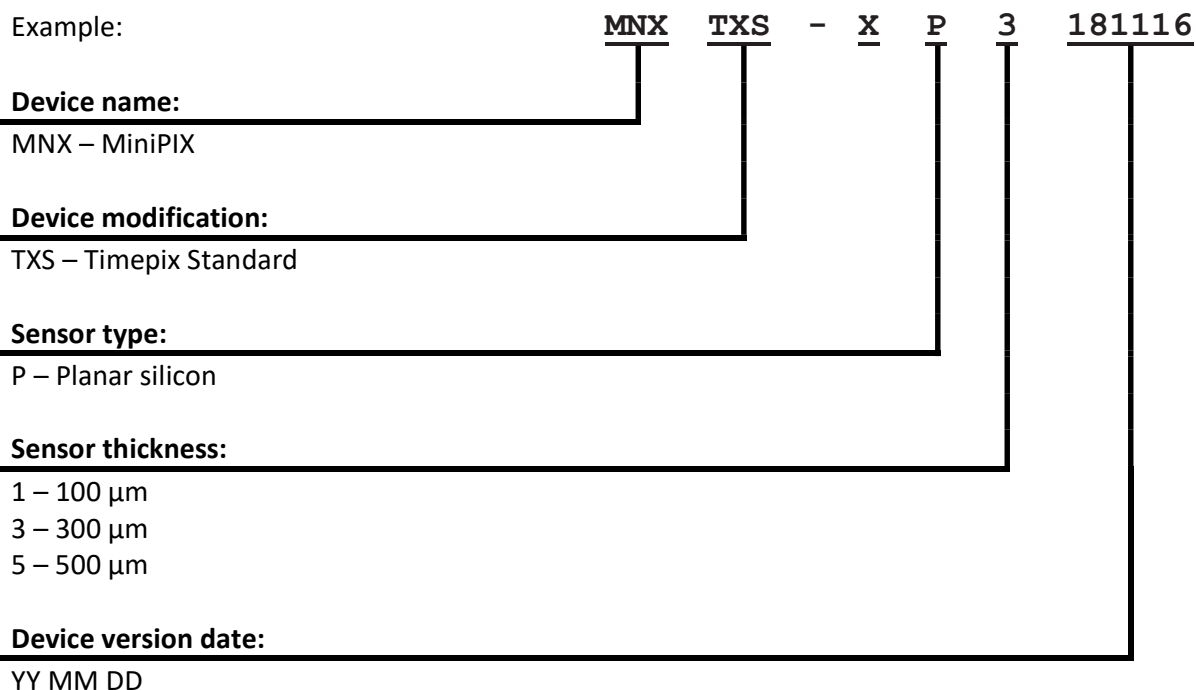 Example: MNX TXS - X P 3 181116
Device name:
MNX – MiniPIX
Device modification:
TXS – Timepix Standard
Sensor type:
P – Planar silicon
Sensor thickness:
1 – 100 µm
3 – 300 µm
5 – 500 µm
Device version date:
YY MM DD